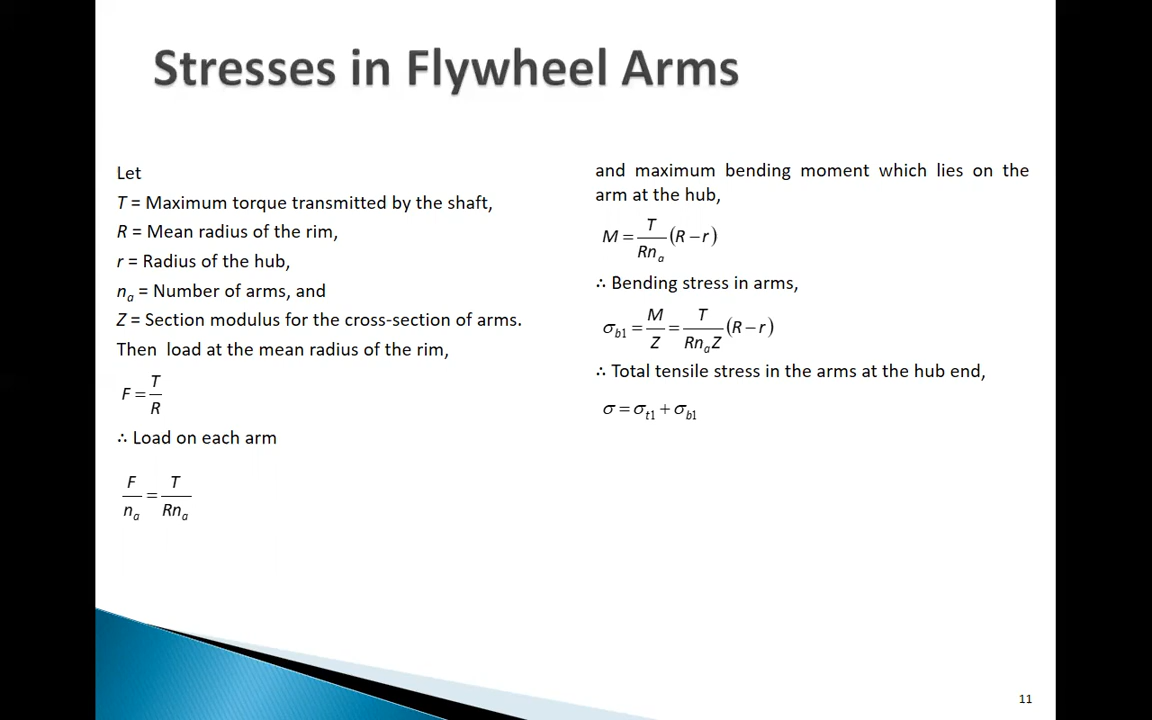 Stresses in Flywheel Arms
Let
T = Maximum torque transmitted by the shaft,
R = Mean radius of the rim,
r = Radius of the hub,
nₐ = Number of arms, and
Z = Section modulus for the cross-section of arms.
Then load at the mean radius of the rim,
F = T/R
∴ Load on each arm
F/nₐ = T/Rnₐ
and maximum bending moment which lies on the
arm at the hub,
M = T/Rnₐ (R − r)
∴ Bending stress in arms,
σb1 = M/Z = T/RnₐZ (R − r)
∴ Total tensile stress in the arms at the hub end,
σ = σt1 + σb1
11